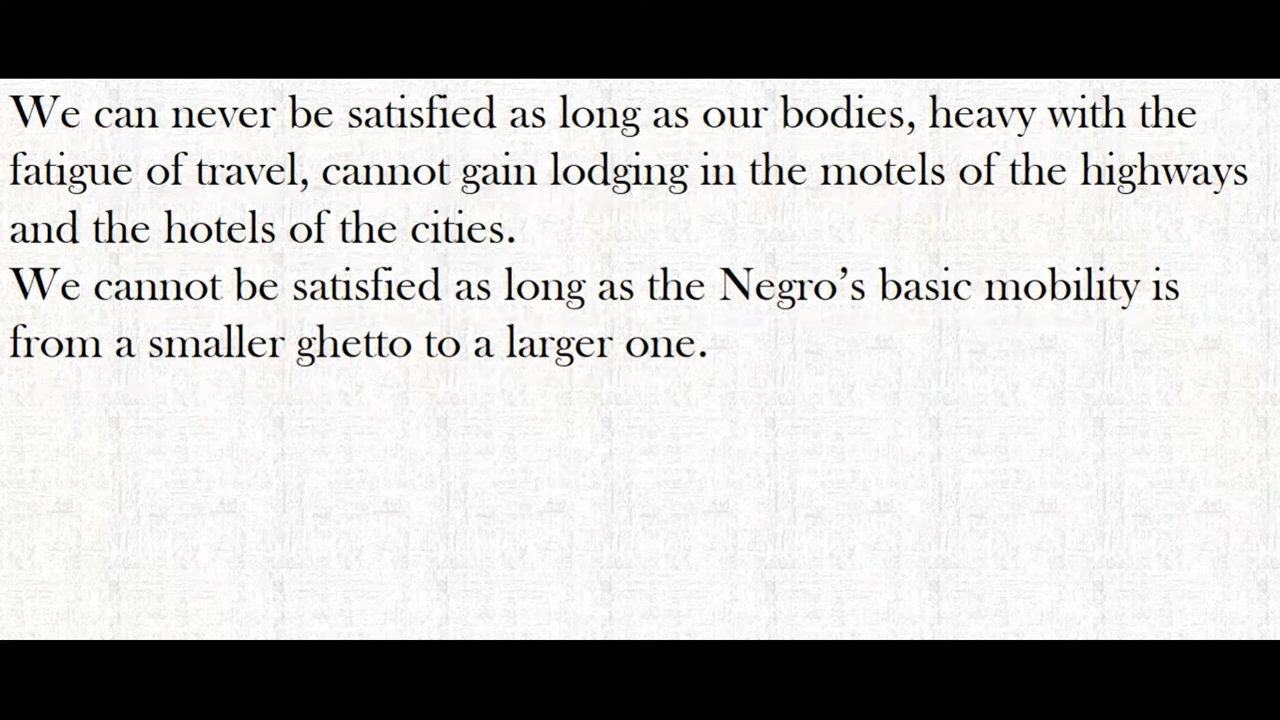 We can never be satisfied as long as our bodies, heavy with the
fatigue of travel, cannot gain lodging in the motels of the highways
and the hotels of the cities.
We cannot be satisfied as long as the Negro’s basic mobility is
from a smaller ghetto to a larger one.